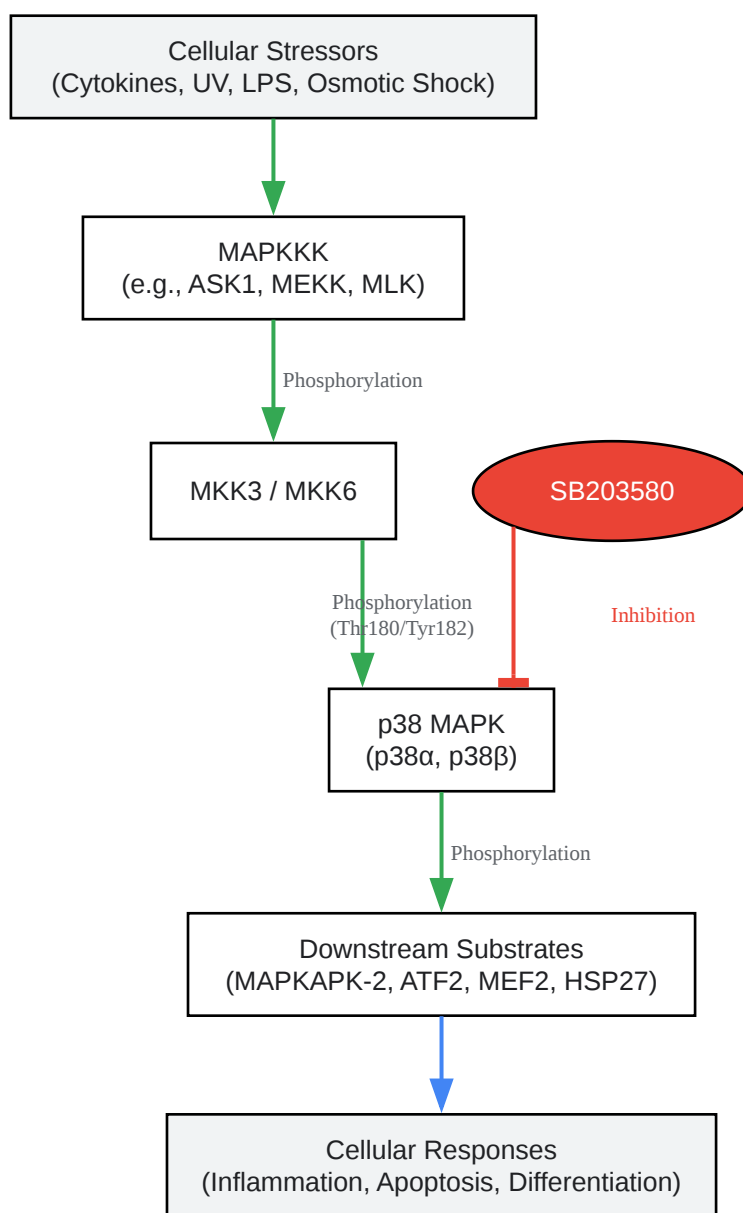 Cellular Stressors
(Cytokines, UV, LPS, Osmotic Shock)
MAPKKK
(e.g., ASK1, MEKK, MLK)
Phosphorylation
MKK3 / MKK6
SB203580
Phosphorylation
(Thr180/Tyr182)
Inhibition
p38 MAPK
(p38α, p38β)
Phosphorylation
Downstream Substrates
(MAPKAPK-2, ATF2, MEF2, HSP27)
Cellular Responses
(Inflammation, Apoptosis, Differentiation)